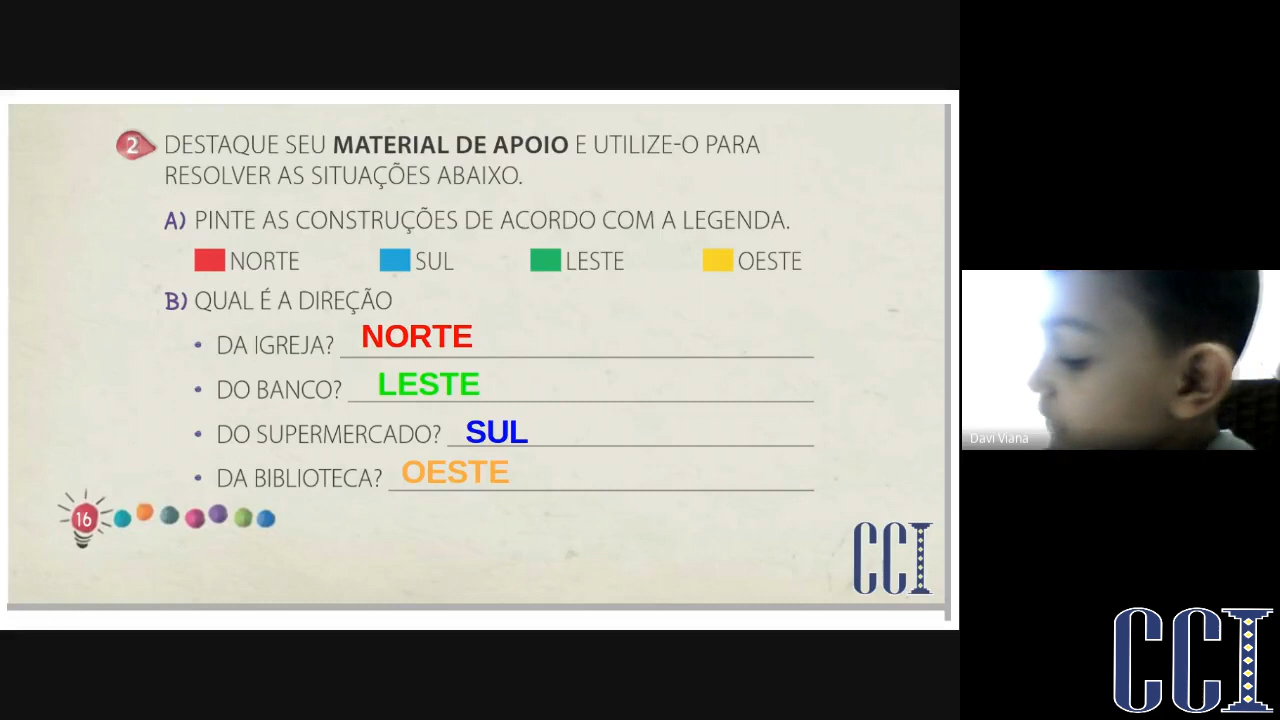 2 DESTAQUE SEU MATERIAL DE APOIO E UTILIZE-O PARA
RESOLVER AS SITUAÇÕES ABAIXO.
A) PINTE AS CONSTRUÇÕES DE ACORDO COM A LEGENDA.
NORTE SUL LESTE OESTE
B) QUAL É A DIREÇÃO
• DA IGREJA? NORTE
• DO BANCO? LESTE
• DO SUPERMERCADO? SUL
• DA BIBLIOTECA? OESTE
16
CCI
Davi Viana
CCI